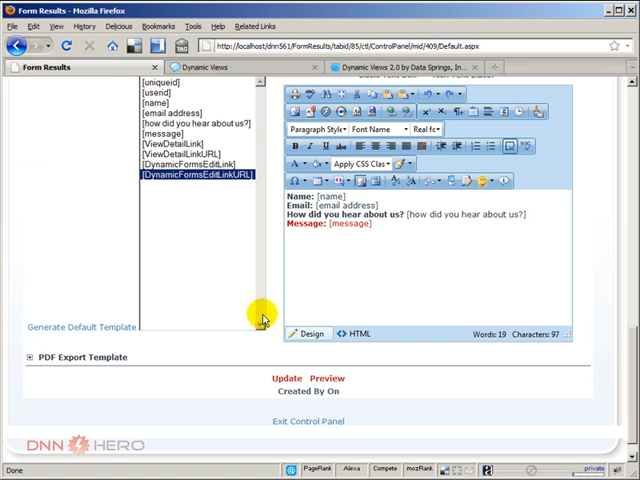 Form Results - Mozilla Firefox
File Edit View History Delicious Bookmarks Tools Related Links
http://localhost/dnn561/FormResults/tabid/85/ctl/ControlPanel/mid/409/Default.aspx
TAG
Form Results Dynamic Views Dynamic Views 2.0 by Data Springs, In...
[uniqueid]
[userid]
[name]
[email address]
[how did you hear about us?]
[message]
[ViewDetailLink]
[ViewDetailLinkURL]
[DynamicFormsEditLink]
[DynamicFormsEditLinkURL]
Generate Default Template
Paragraph Style Font Name Real fo
B I U abc
Apply CSS Clas
Name: [name]
Email: [email address]
How did you hear about us? [how did you hear about us?]
Message: [message]
Design HTML Words: 19 Characters: 97
PDF Export Template
Update Preview
Created By On
Exit Control Panel
DNN HERO
Done PageRank Alexa Compete mozRank